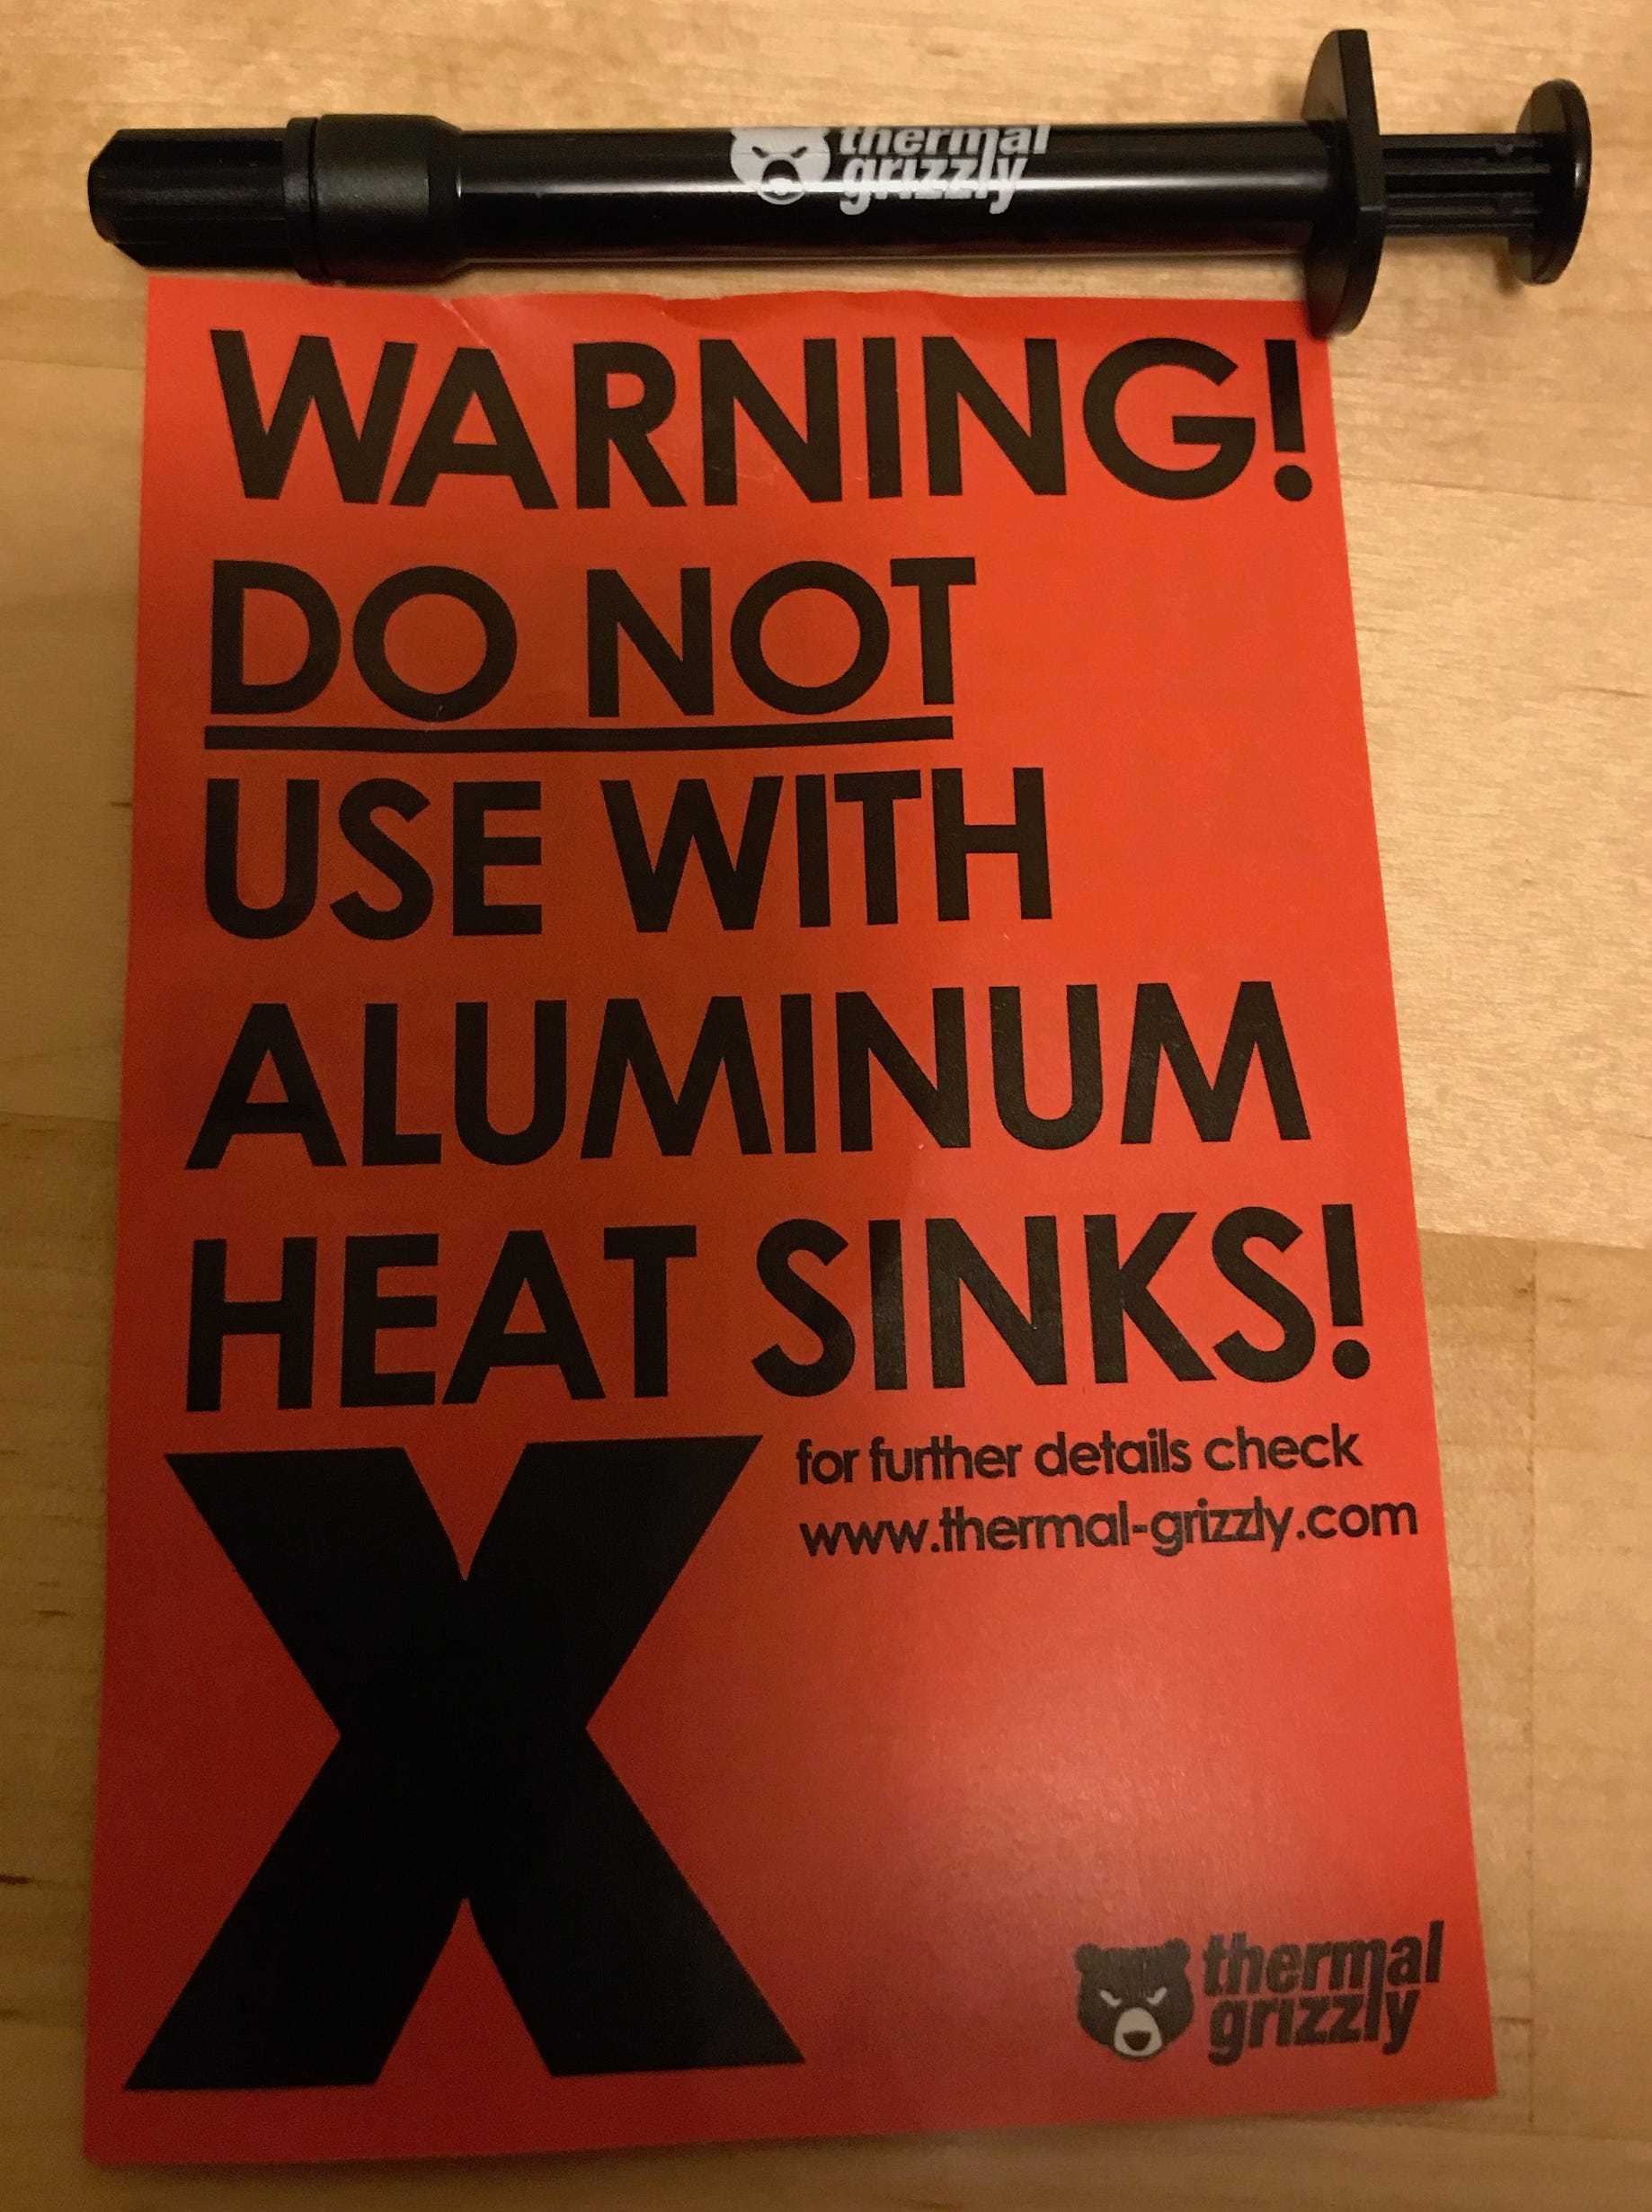 thermal
grizzly
WARNING!
DO NOT
USE WITH
ALUMINUM
HEAT SINKS!
X
for further details check
www.thermal-grizzly.com
thermal
grizzly